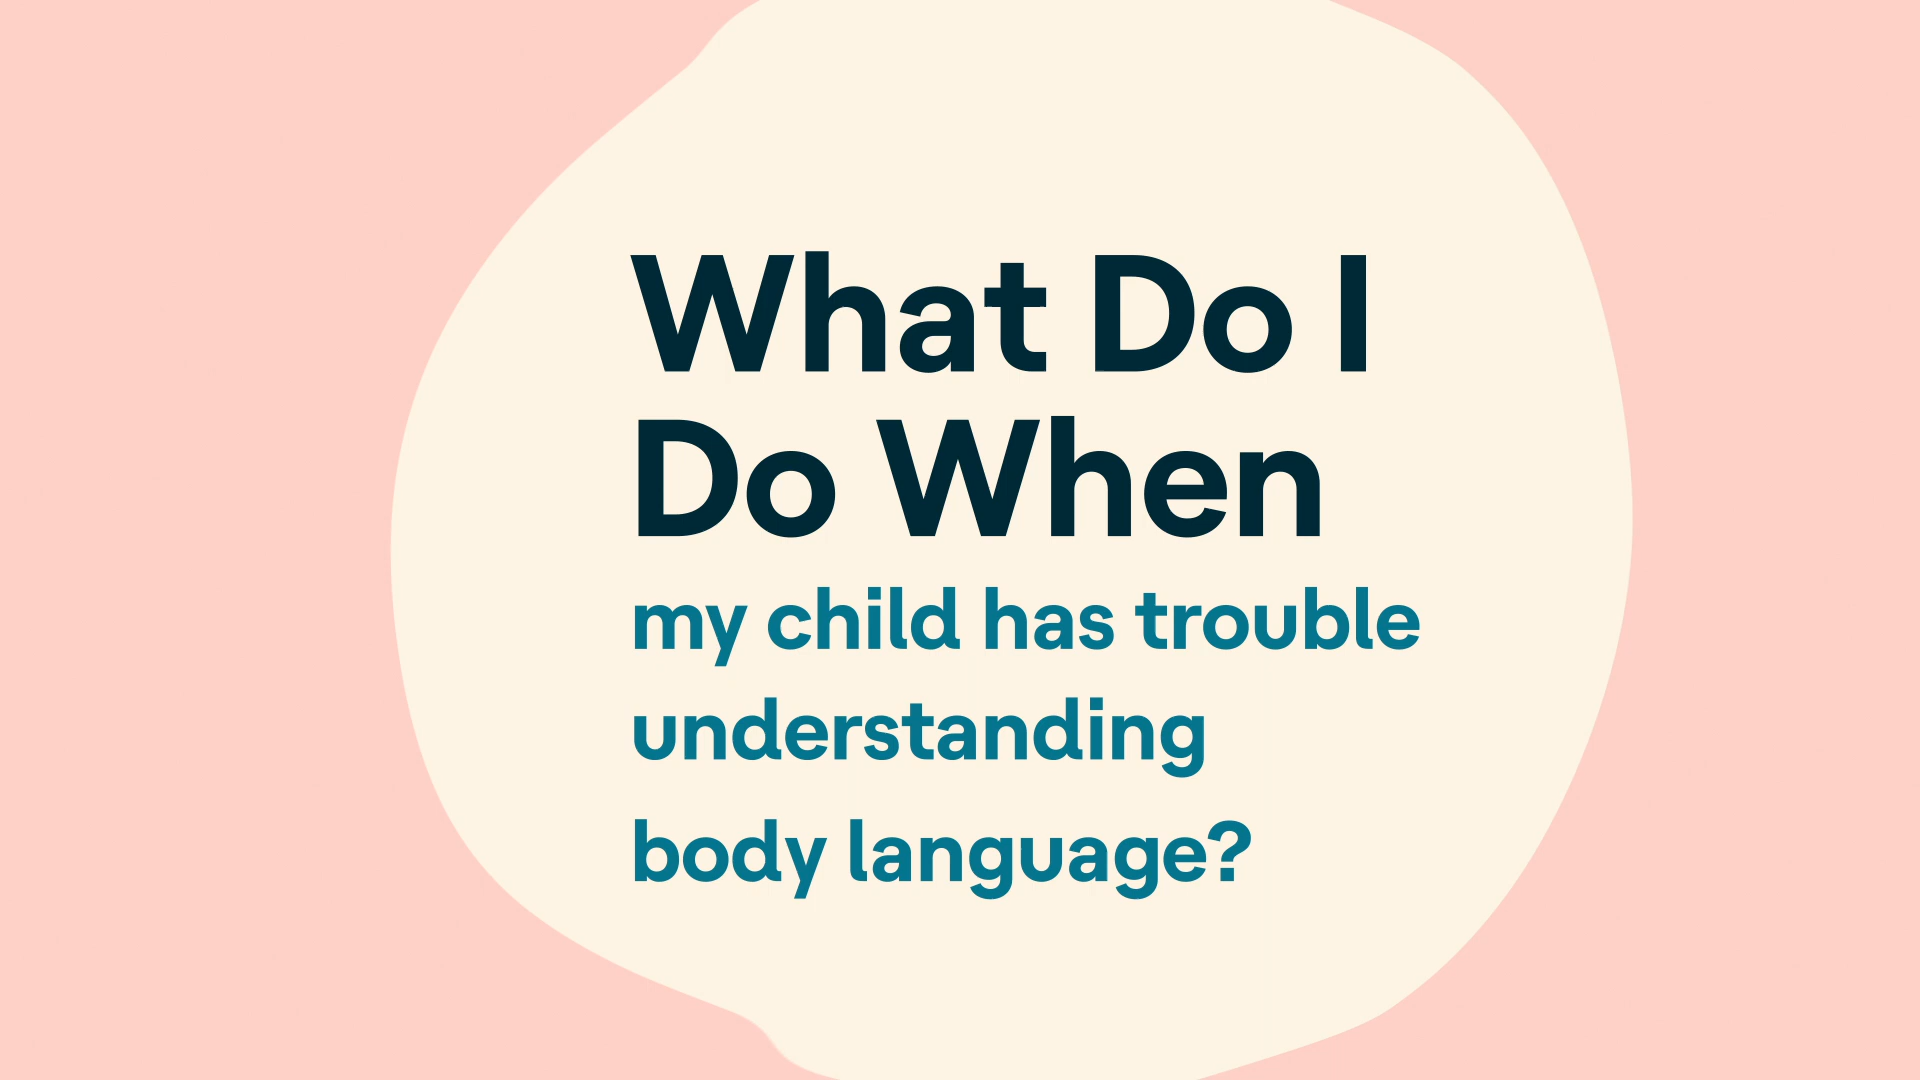 What Do I
Do When
my child has trouble
understanding
body language?